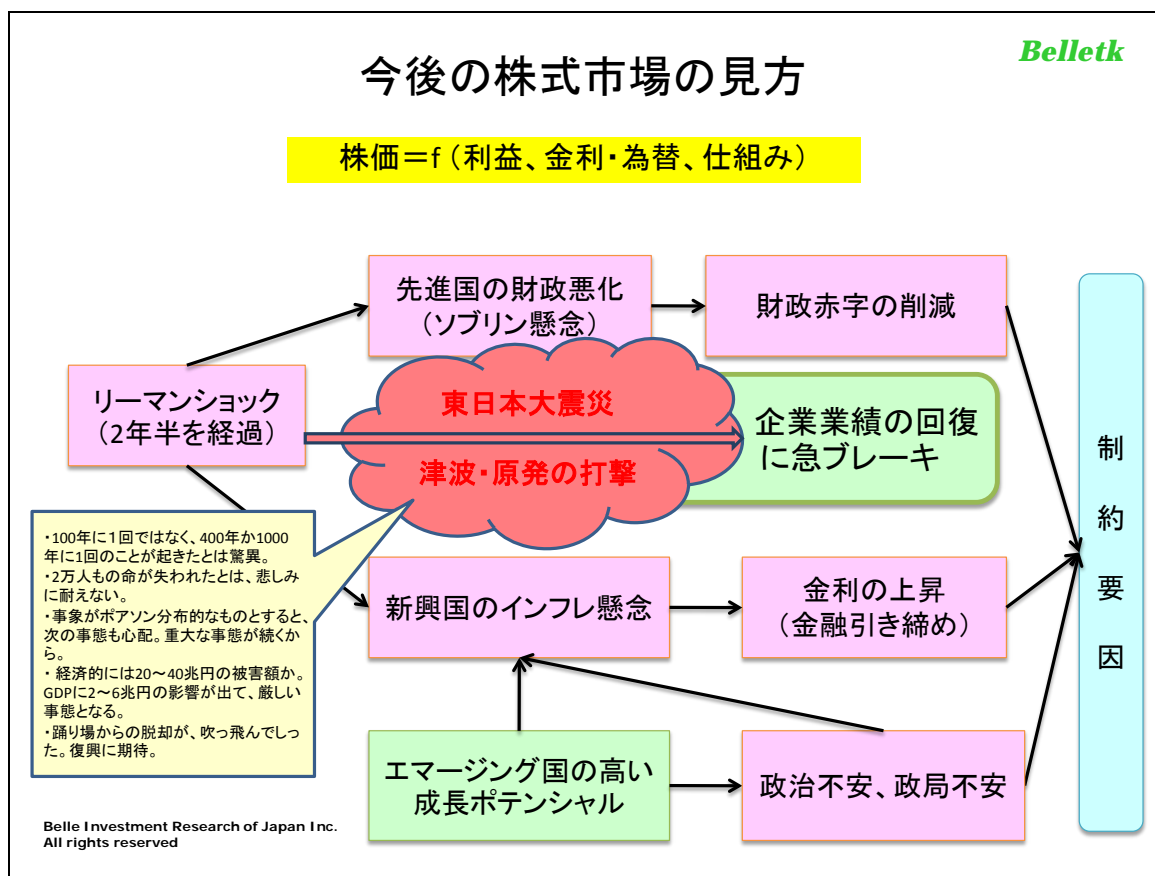 Belletk
今後の株式市場の見方
株価＝f（利益、金利・為替、仕組み）
先進国の財政悪化
（ソブリン懸念）
財政赤字の削減
リーマンショック
（2年半を経過）
東日本大震災
津波・原発の打撃
企業業績の回復
に急ブレーキ
制
約
要
因
・100年に１回ではなく、400年か1000
年に1回のことが起きたとは驚異。
・2万人もの命が失われたとは、悲しみ
に耐えない。
・事象がポアソン分布的なものとすると、
次の事態も心配。重大な事態が続くか
ら。
・ 経済的には20～40兆円の被害額か。
GDPに2～6兆円の影響が出て、厳しい
事態となる。
・踊り場からの脱却が、吹っ飛んでしっ
た。復興に期待。
新興国のインフレ懸念
金利の上昇
（金融引き締め）
エマージング国の高い
成長ポテンシャル
政治不安、政局不安
Belle Investment Research of Japan Inc.
All rights reserved